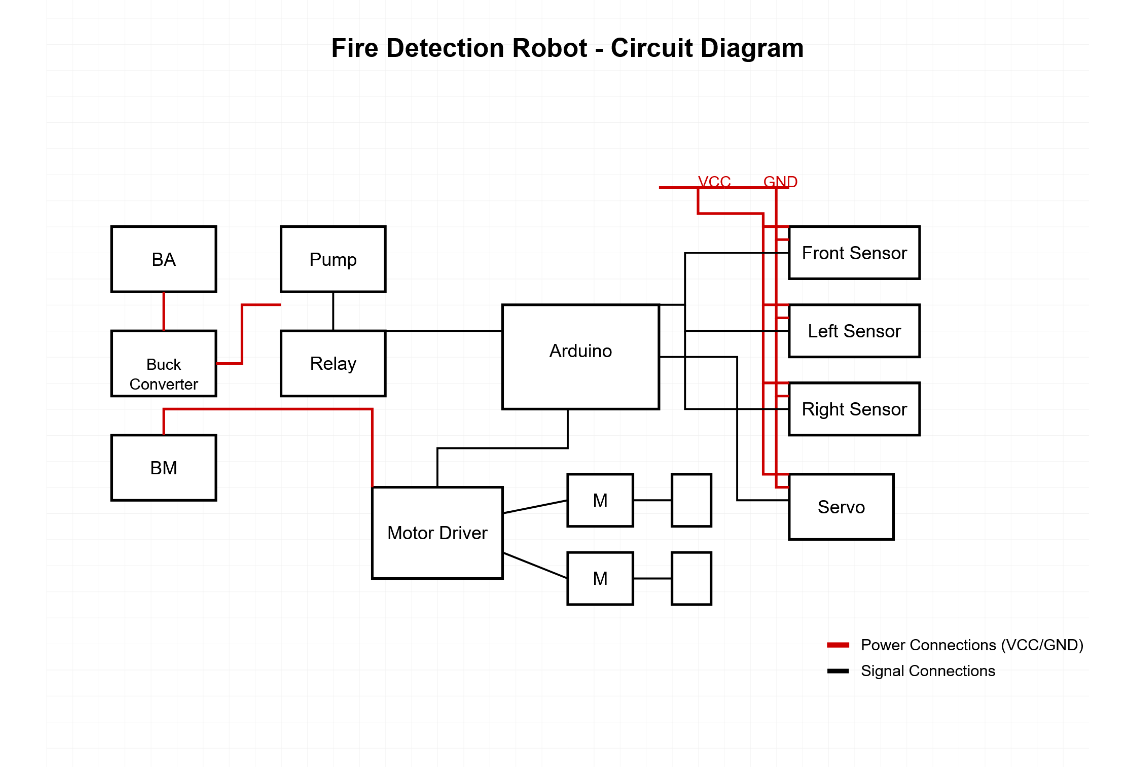 Fire Detection Robot - Circuit Diagram
VCC GND
BA
Pump
Front Sensor
Buck
Converter
Relay
Arduino
Left Sensor
Right Sensor
BM
Motor Driver
M
Servo
M
Power Connections (VCC/GND)
Signal Connections